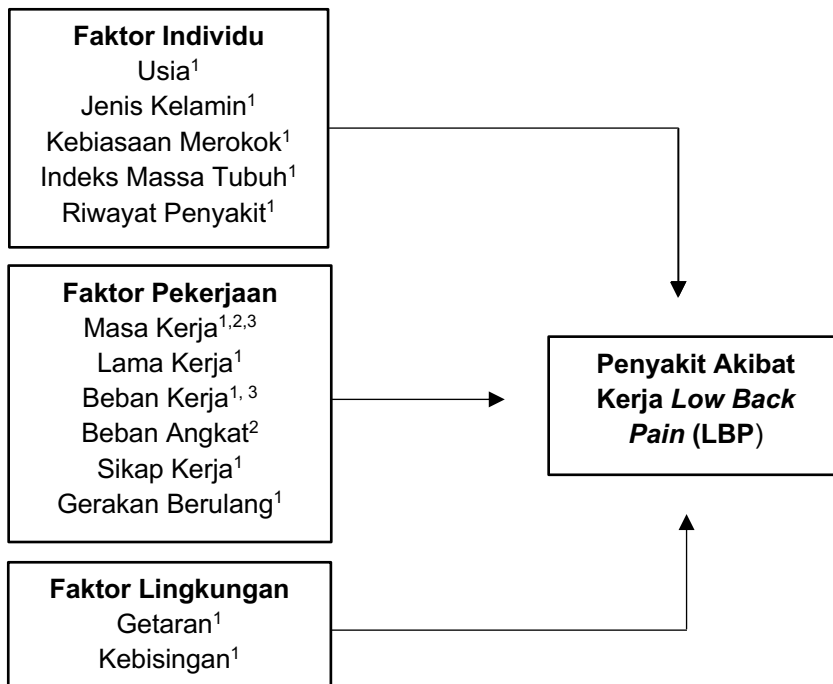 Faktor Individu
Usia¹
Jenis Kelamin¹
Kebiasaan Merokok¹
Indeks Massa Tubuh¹
Riwayat Penyakit¹
Faktor Pekerjaan
Masa Kerja¹,²,³
Lama Kerja¹
Beban Kerja¹, ³
Beban Angkat²
Sikap Kerja¹
Gerakan Berulang¹
Faktor Lingkungan
Getaran¹
Kebisingan¹
Penyakit Akibat
Kerja Low Back
Pain (LBP)